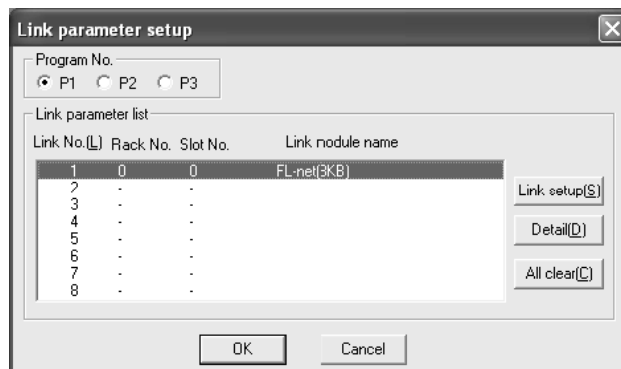 Link parameter setup
Program No.
P1 P2 P3
Link parameter list
Link No.(L) Rack No. Slot No. Link nodule name
1 0 0 FL-net(8KB)
2 - -
3 - -
4 - -
5 - -
6 - -
7 - -
8 - -
Link setup(S)
Detail(D)
All clear(C)
OK Cancel